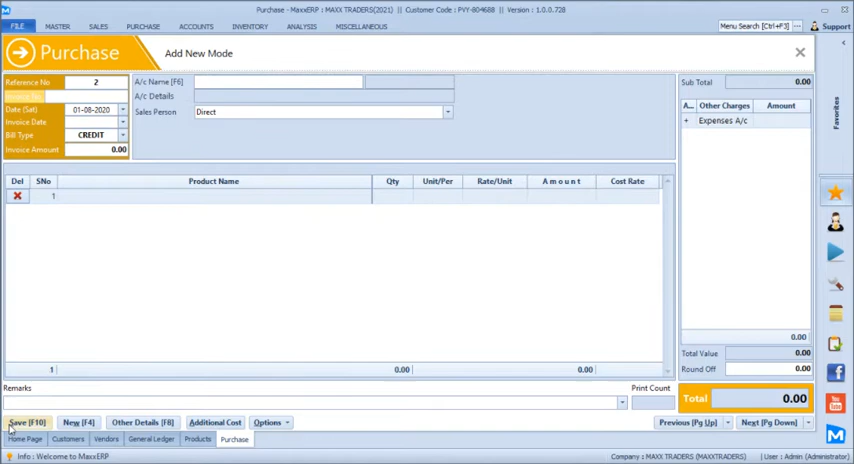 Purchase - MaxxERP : MAXX TRADERS(2021) || Customer Code : PVY-804688 || Version : 1.0.0.728
FILE MASTER SALES PURCHASE ACCOUNTS INVENTORY ANALYSIS MISCELLANEOUS Menu Search [Ctrl+F3] ... Support
Purchase Add New Mode
Reference No 2 A/c Name [F6] Sub Total 0.00
Invoice No A/c Details
Date (Sat) 01-08-2020 Sales Person Direct A... Other Charges Amount
Invoice Date + Expenses A/c
Bill Type CREDIT
Invoice Amount 0.00
Favorites
Del SNo Product Name Qty Unit/Per Rate/Unit Amount Cost Rate
1
0.00
1 0.00 0.00 Total Value 0.00
Round Off 0.00
Remarks Print Count
Total 0.00
Save [F10] New [F4] Other Details [F8] Additional Cost Options Previous [Pg Up] Next [Pg Down]
Home Page Customers Vendors General Ledger Products Purchase
Info : Welcome to MaxxERP Company : MAXX TRADERS(MAXXTRADERS) User : Admin (Administrator)